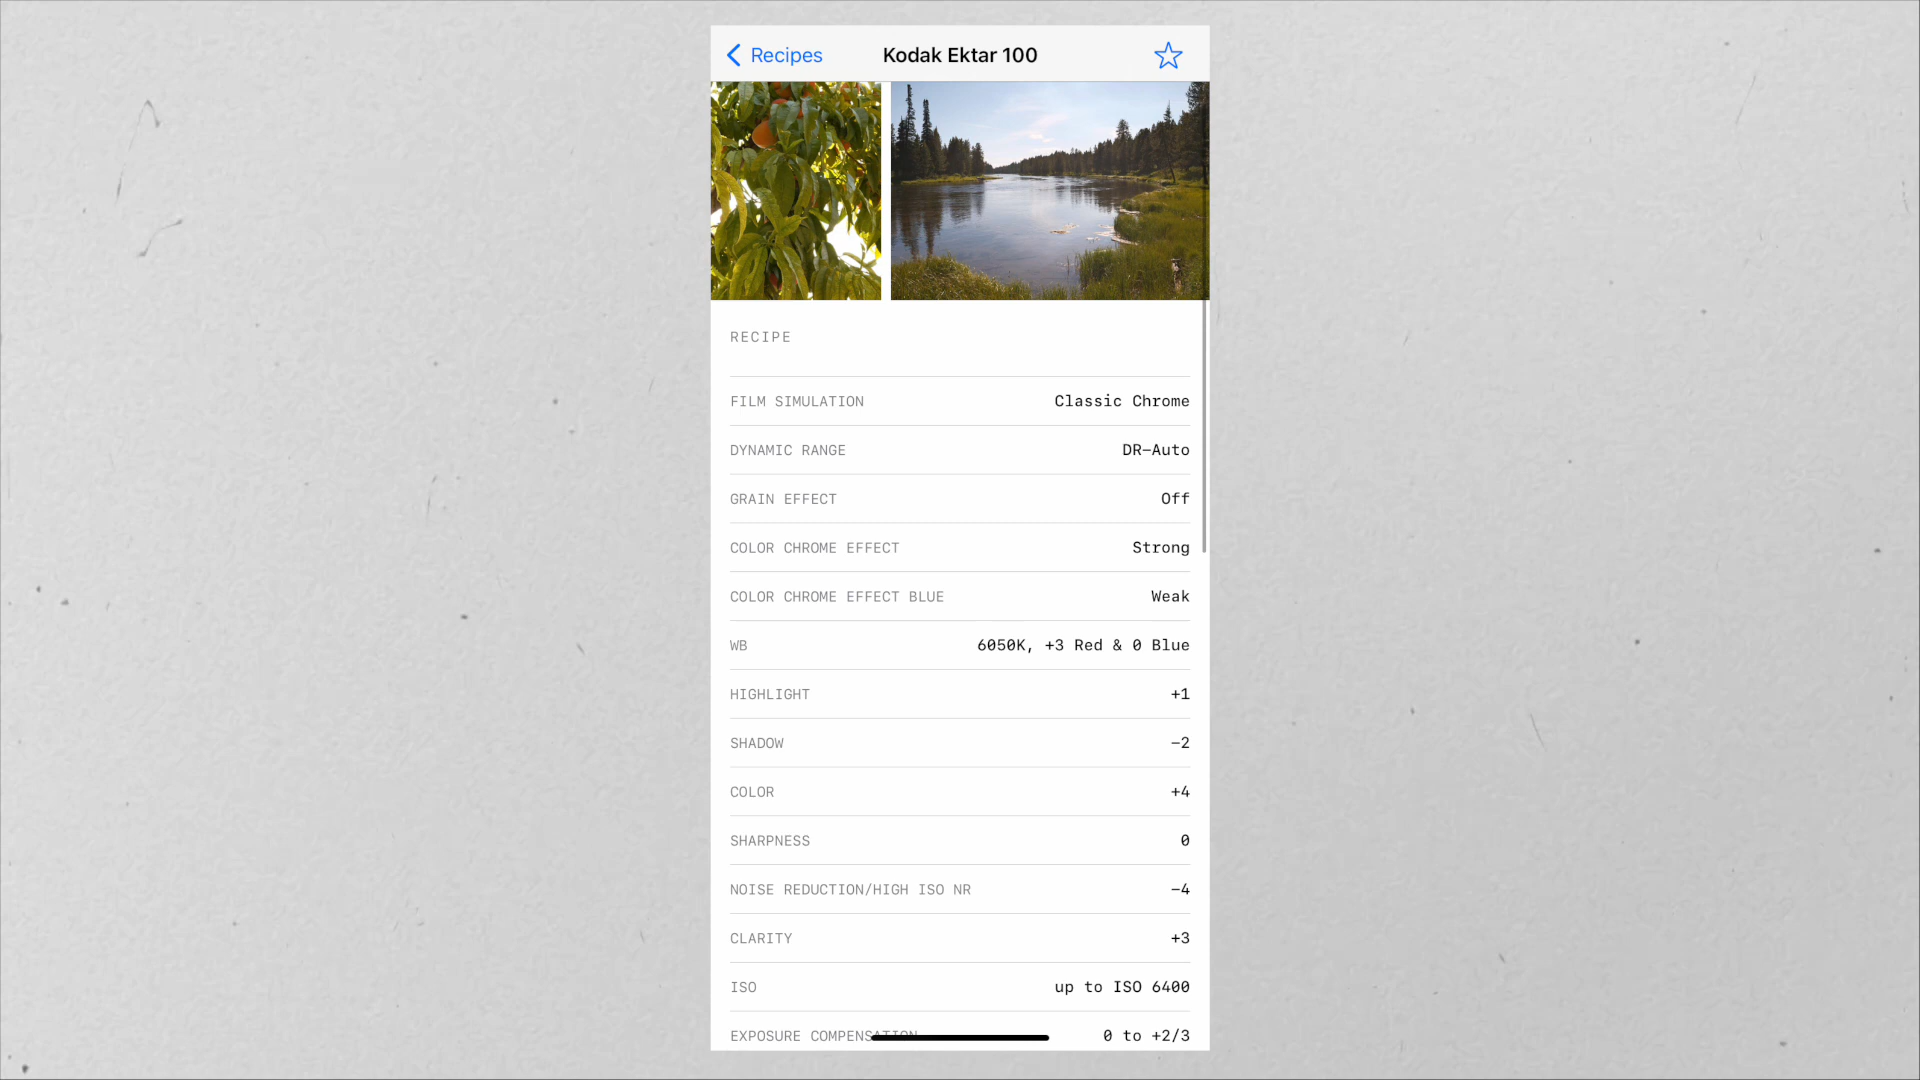 Recipes Kodak Ektar 100
RECIPE
FILM SIMULATION Classic Chrome
DYNAMIC RANGE DR-Auto
GRAIN EFFECT Off
COLOR CHROME EFFECT Strong
COLOR CHROME EFFECT BLUE Weak
WB 6050K, +3 Red & 0 Blue
HIGHLIGHT +1
SHADOW -2
COLOR +4
SHARPNESS 0
NOISE REDUCTION/HIGH ISO NR -4
CLARITY +3
ISO up to ISO 6400
EXPOSURE COMPENSATION 0 to +2/3